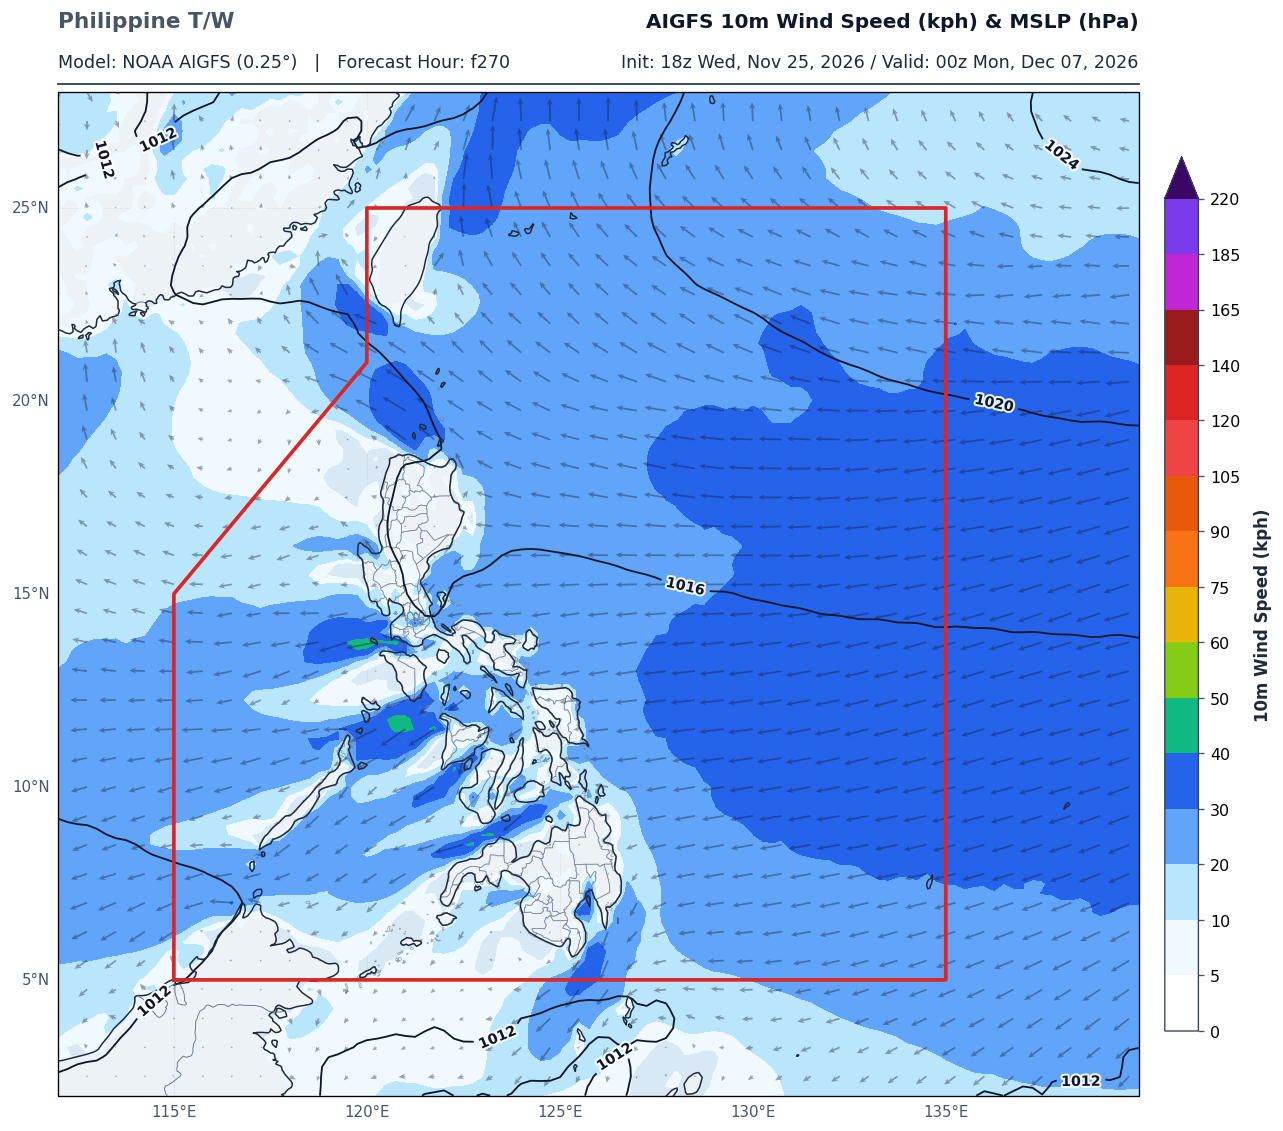 Philippine T/W
AIGFS 10m Wind Speed (kph) & MSLP (hPa)
Model: NOAA AIGFS (0.25°) | Forecast Hour: f270
Init: 18z Wed, Nov 25, 2026 / Valid: 00z Mon, Dec 07, 2026
1012
1012
1024
25°N
20°N
15°N
10°N
5°N
1020
1016
1012
1012
1012
1012
115°E
120°E
125°E
130°E
135°E
220
185
165
140
120
105
90
75
60
50
40
30
20
10
5
0
10m Wind Speed (kph)